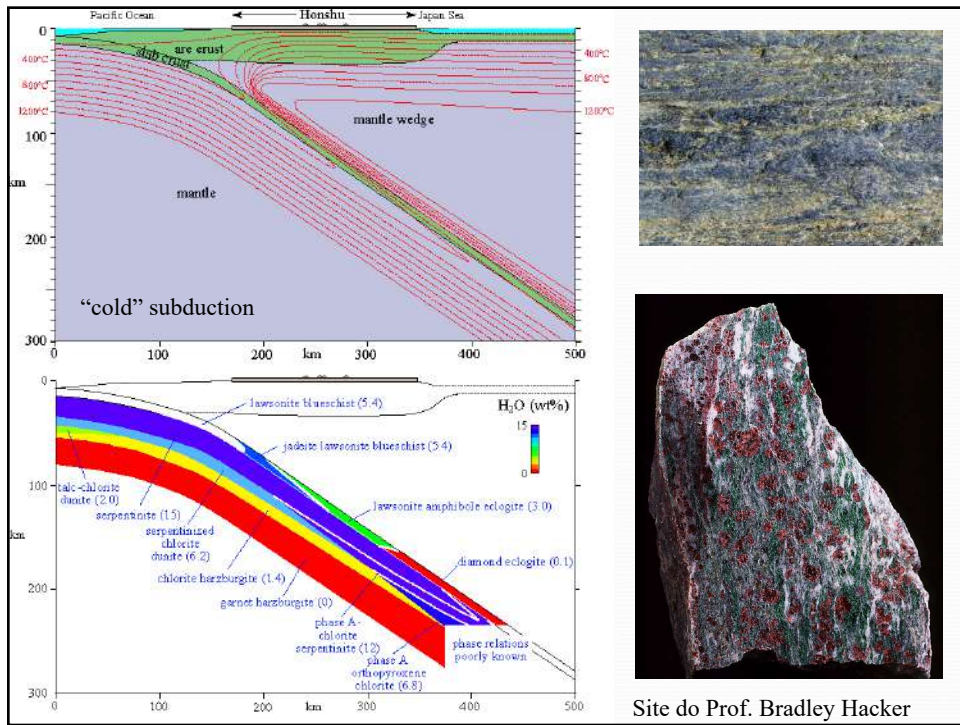 Pacific Ocean
Honshu
Japan Sea
0
arc crust
slab crust
400°C
800°C
1200°C
400°C
800°C
1200°C
mantle wedge
100
km
mantle
200
"cold" subduction
300
0
100
200
km
300
400
500
0
lawsonite blueschist (5.4)
H₂O (wt%)
15
0
jadeite lawsonite blueschist (5.4)
100
talc-chlorite
dunite (2.0)
lawsonite amphibole eclogite (3.0)
serpentinite (15)
serpentinized
chlorite
dunite (6.2)
km
diamond eclogite (0.1)
chlorite harzburgite (1.4)
200
garnet harzburgite (0)
phase A-
chlorite
serpentinite (12)
phase relations
poorly known
phase A
orthopyroxene
chlorite (6.8)
300
0
100
200
300
400
500
Site do Prof. Bradley Hacker